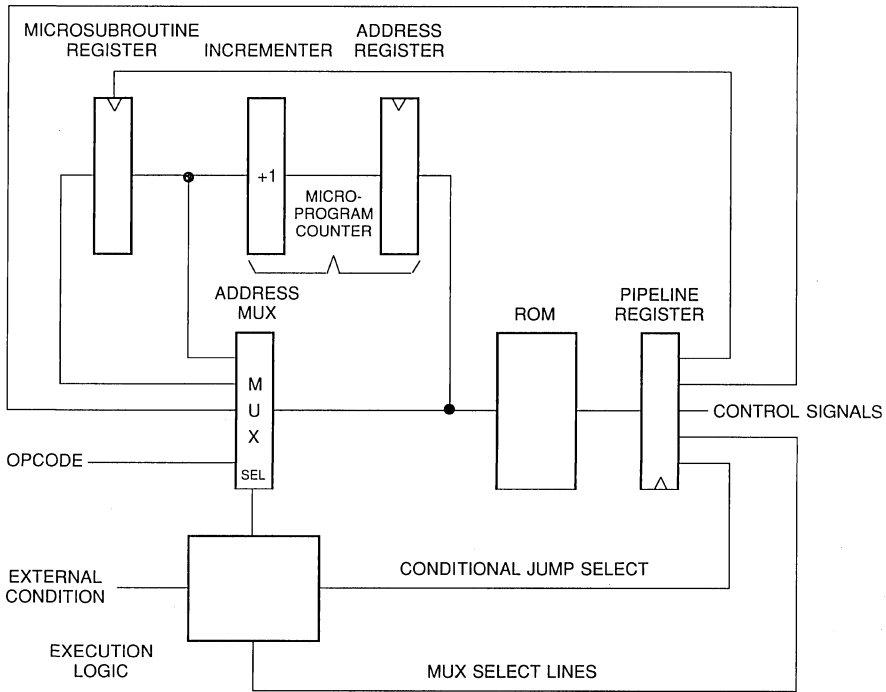 MICROSUBROUTINE
REGISTER
INCREMENTER
ADDRESS
REGISTER
+1
MICRO-
PROGRAM
COUNTER
ADDRESS
MUX
ROM
PIPELINE
REGISTER
M
U
X
SEL
CONTROL SIGNALS
OPCODE
EXTERNAL
CONDITION
CONDITIONAL JUMP SELECT
EXECUTION
LOGIC
MUX SELECT LINES